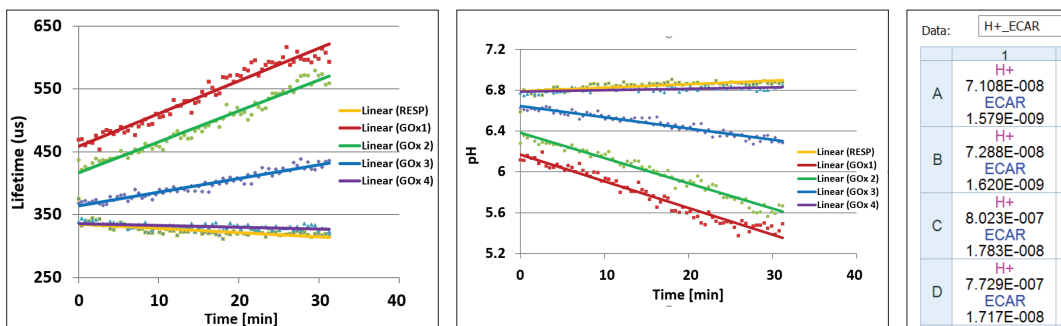 650
550
450
350
250
Lifetime (us)
0
10
20
30
40
Time [min]
Linear (RESP)
Linear (GOx1)
Linear (GOx 2)
Linear (GOx 3)
Linear (GOx 4)
7.2
6.8
6.4
6
5.6
5.2
pH
0
10
20
30
40
Time [min]
Linear (RESP)
Linear (GOx1)
Linear (GOx 2)
Linear (GOx 3)
Linear (GOx 4)
Data: H+_ECAR
1
A
H+
7.108E-008
ECAR
1.579E-009
B
H+
7.288E-008
ECAR
1.620E-009
C
H+
8.023E-007
ECAR
1.783E-008
D
H+
7.729E-007
ECAR
1.717E-008